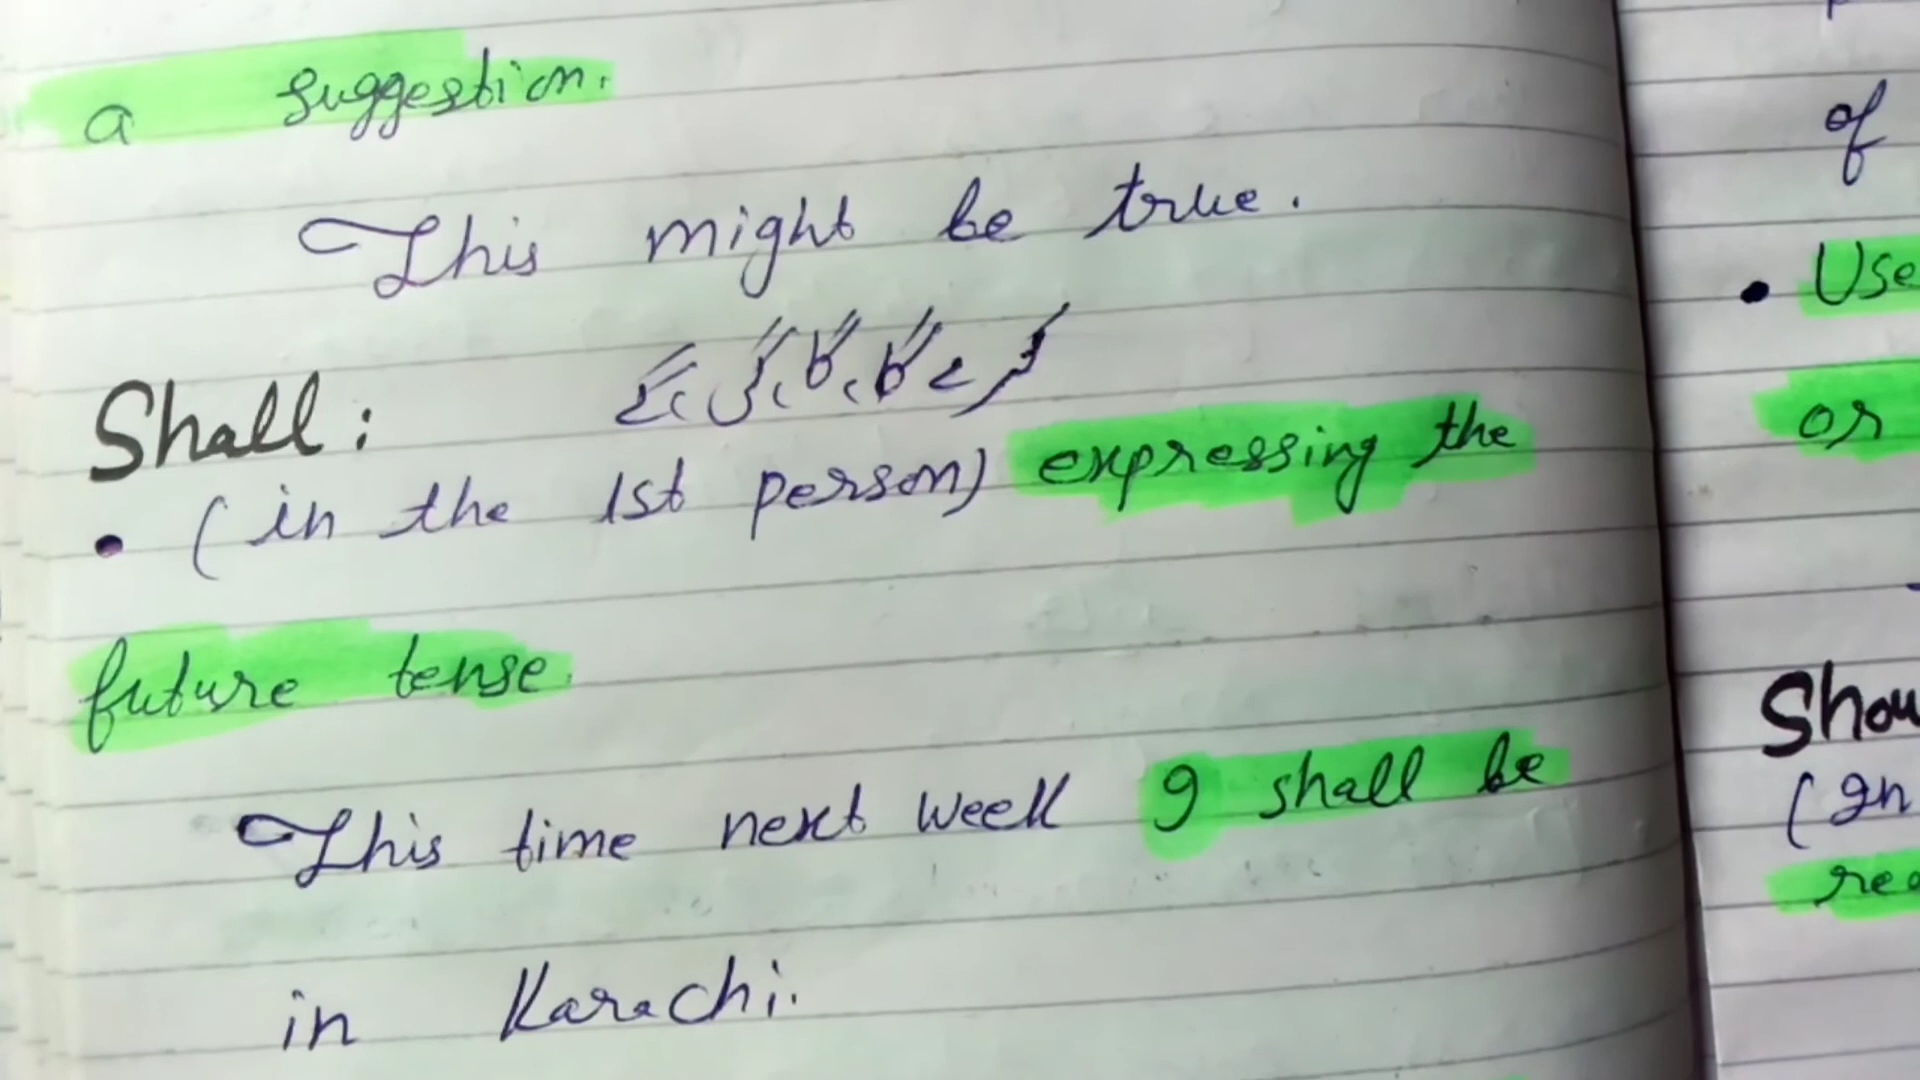 a suggestion.
This might be true.
Shall:
• (in the 1st person) expressing the
future tense.
This time next week I shall be
in Karachi.
of
• Use
or
Shou
(In